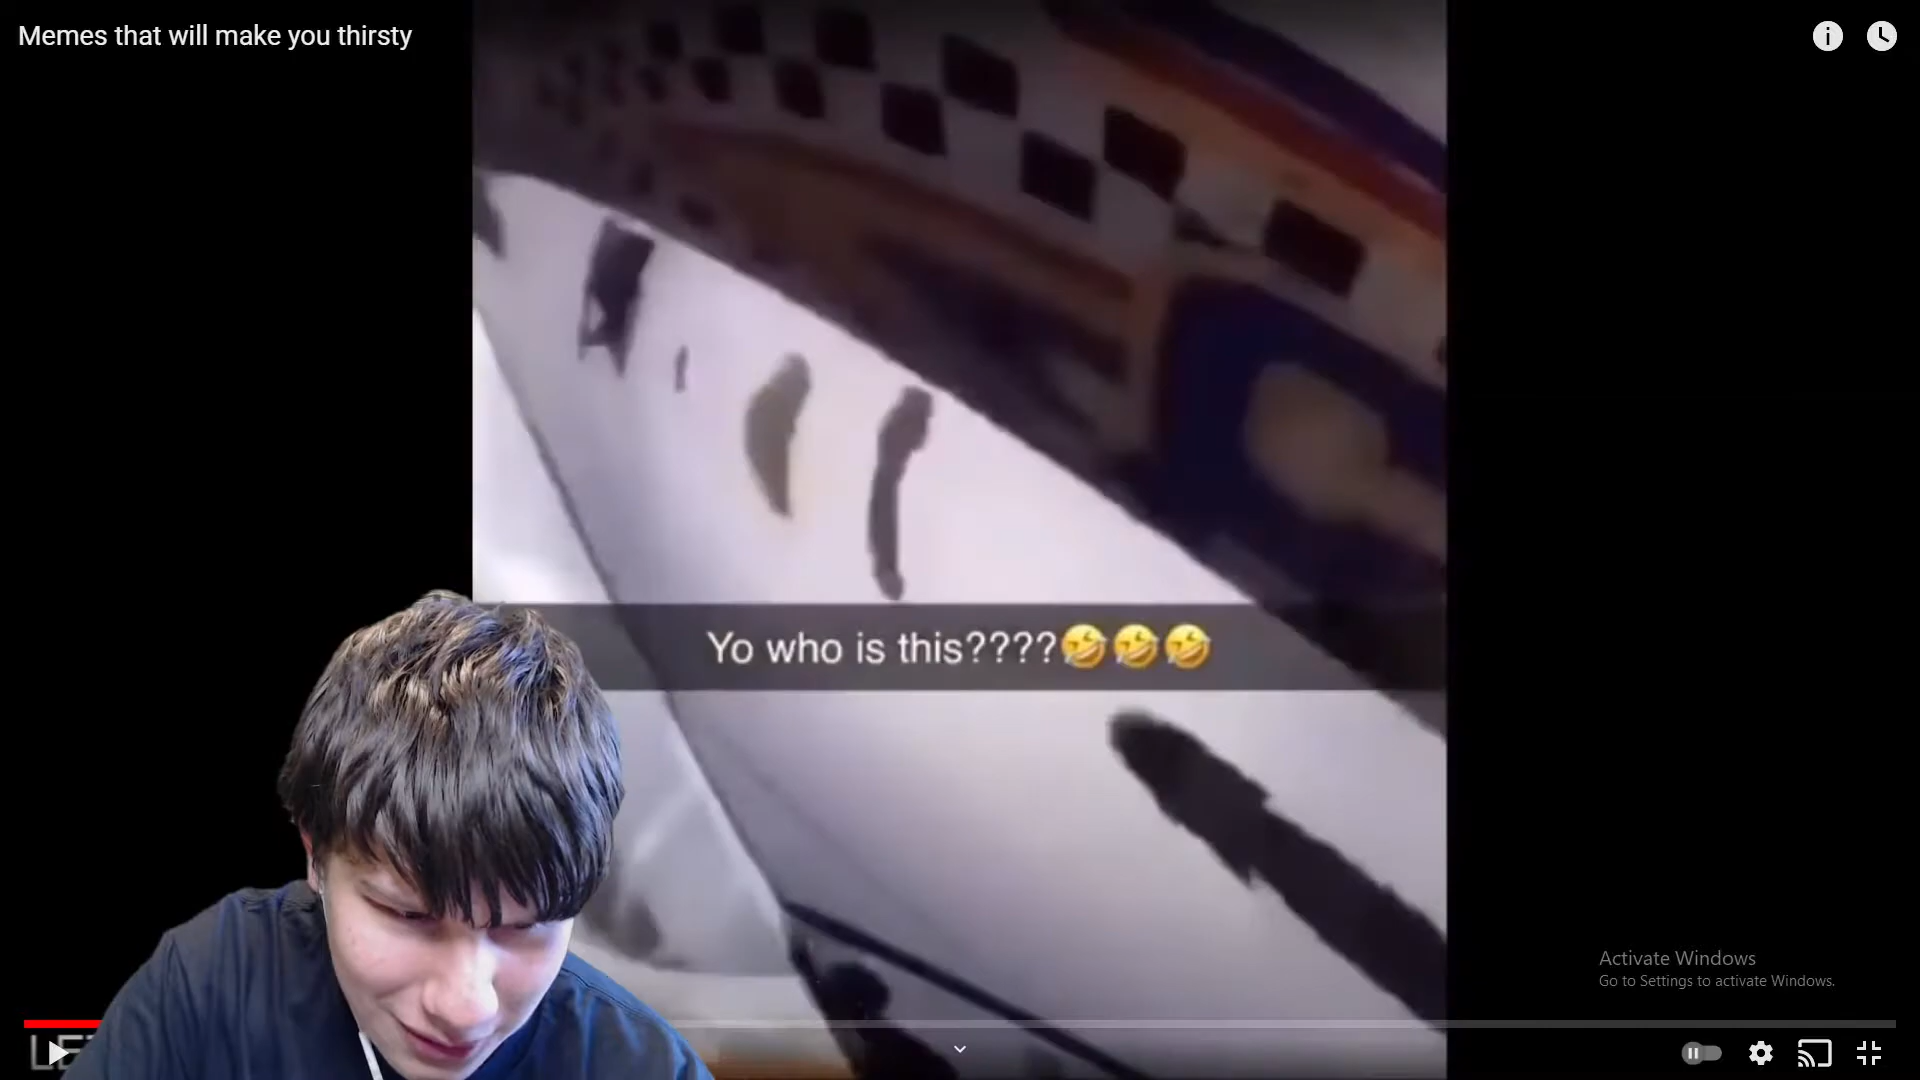 Memes that will make you thirsty
Yo who is this????🤣🤣🤣
Activate Windows
Go to Settings to activate Windows.